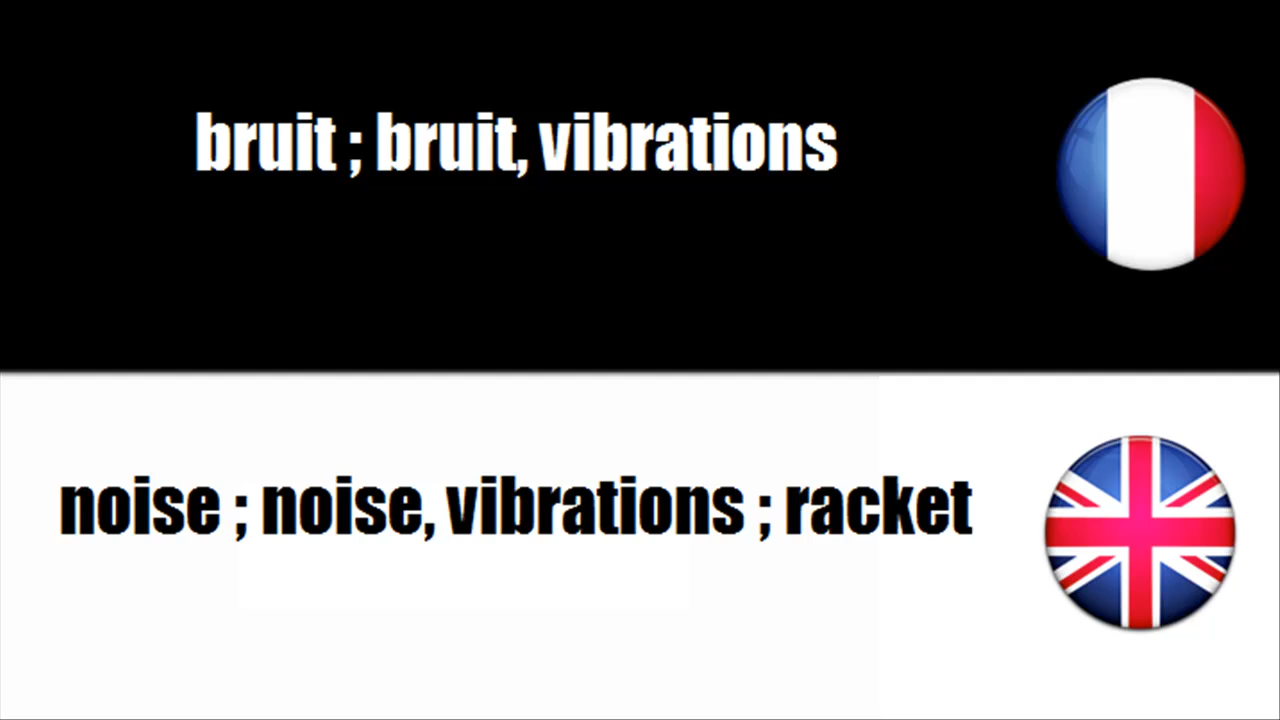 bruit ; bruit, vibrations
noise ; noise, vibrations ; racket